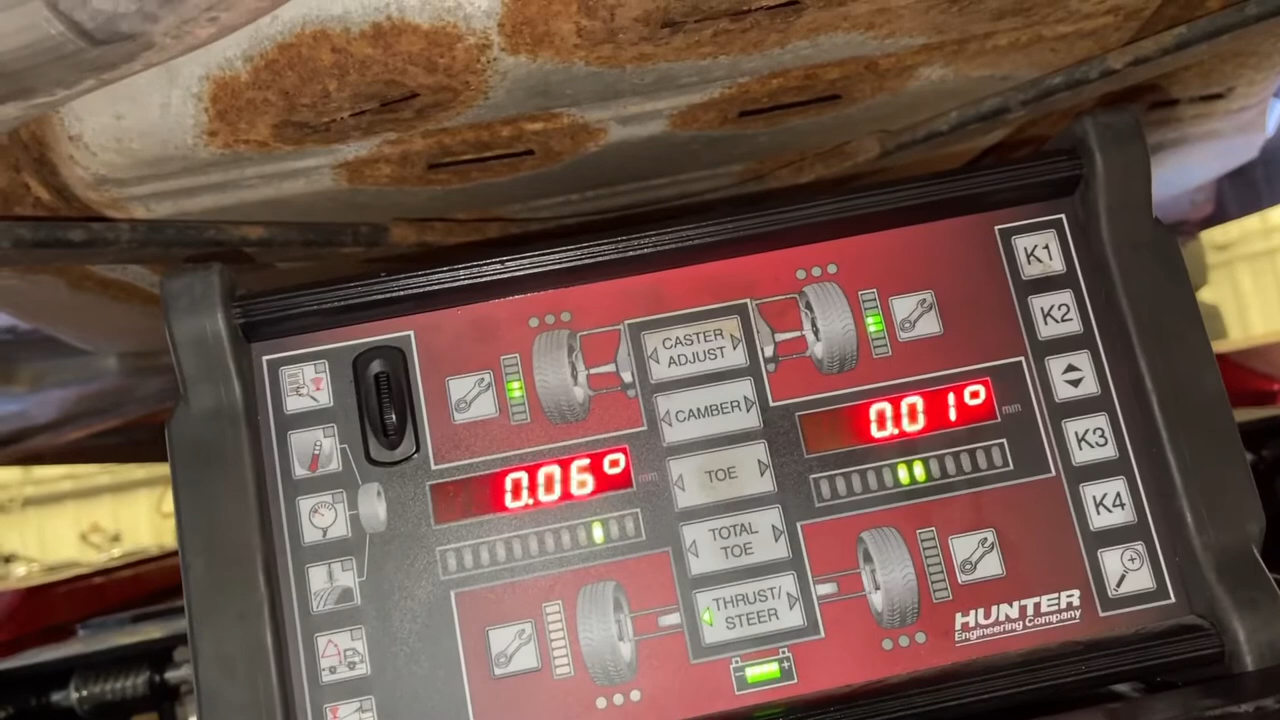 CASTER
ADJUST
CAMBER
TOE
TOTAL
TOE
THRUST/
STEER
0.06°
mm
0.01°
mm
K1
K2
K3
K4
HUNTER
Engineering Company
- +